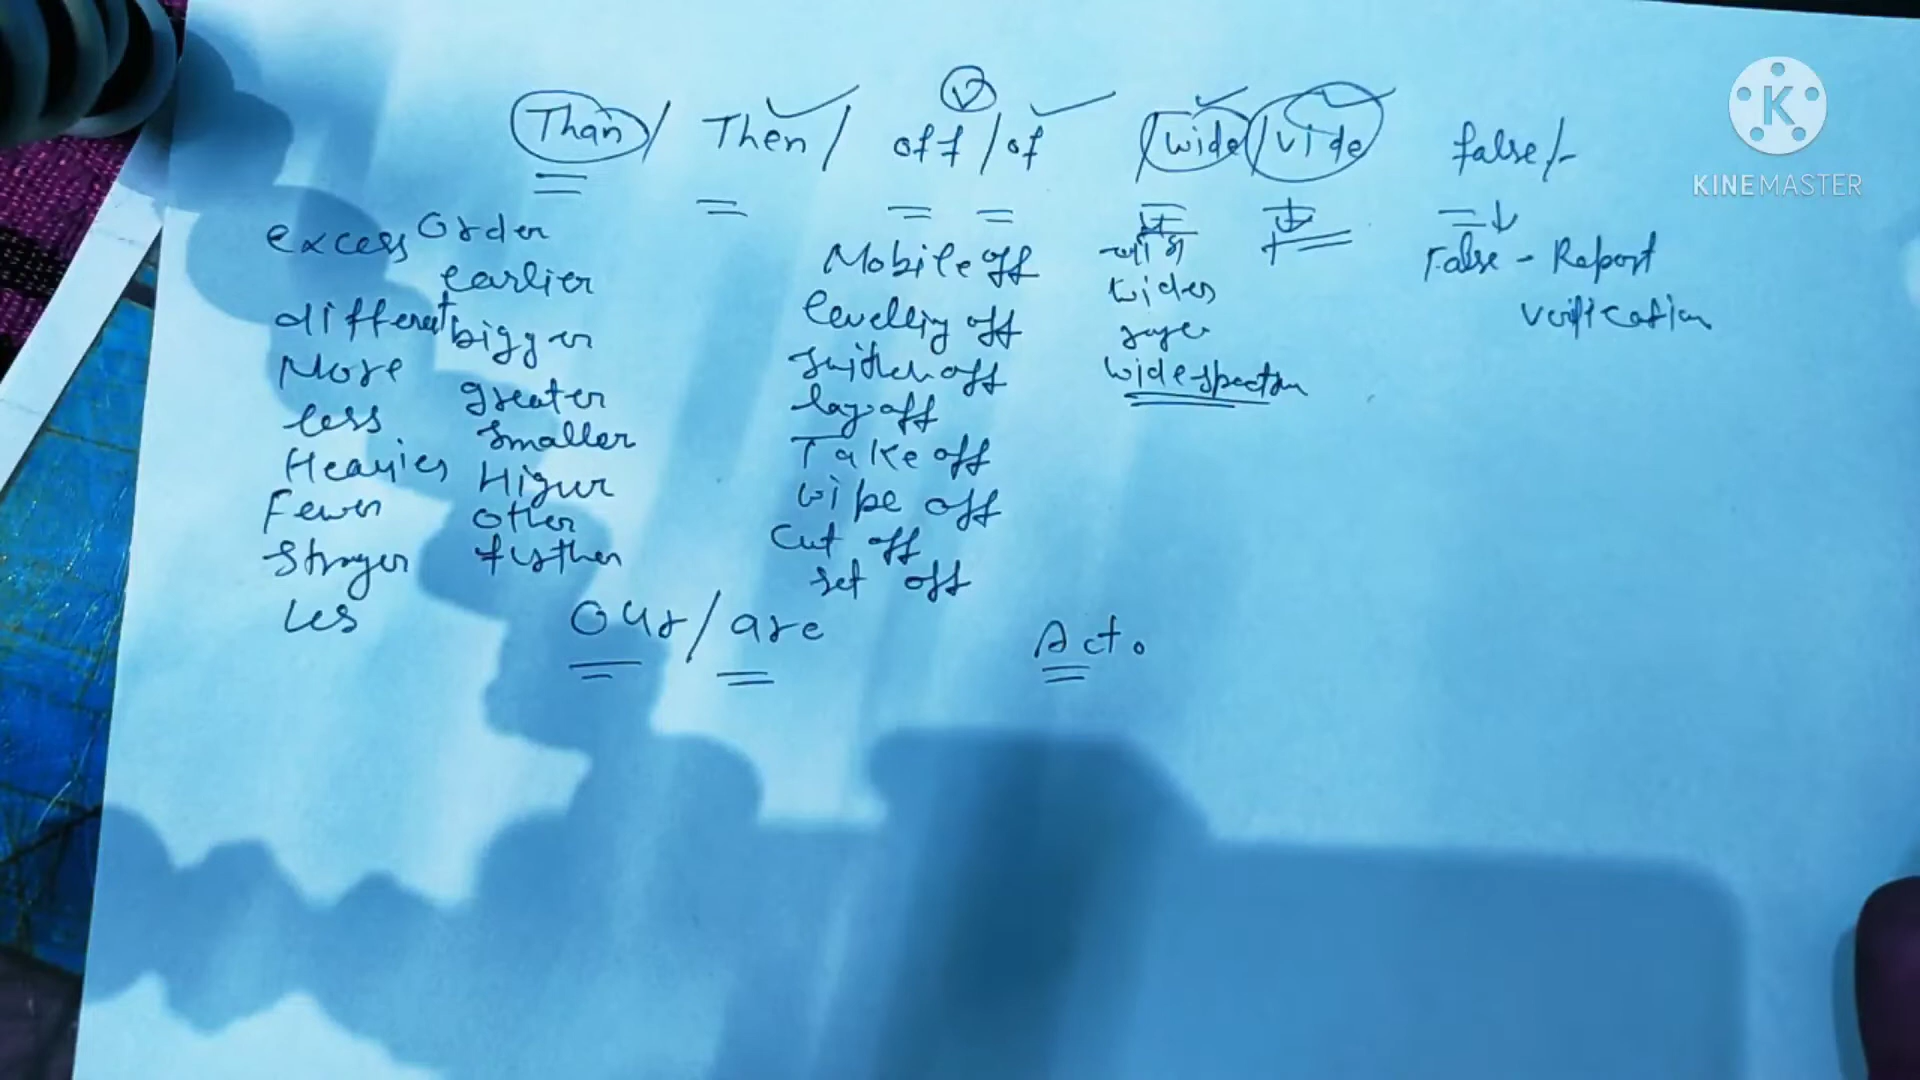 Than / Then / off / of / wide / vide false / -
excess Order Mobile off False - Report
earlier wider verification
different bigger levelling off
More greater switch off wide spectrum
less smaller lay off
Heavier Higher Take off
Fewer other wipe off
Stronger further Cut off
Les set off
Our / are Act.
KINEMASTER